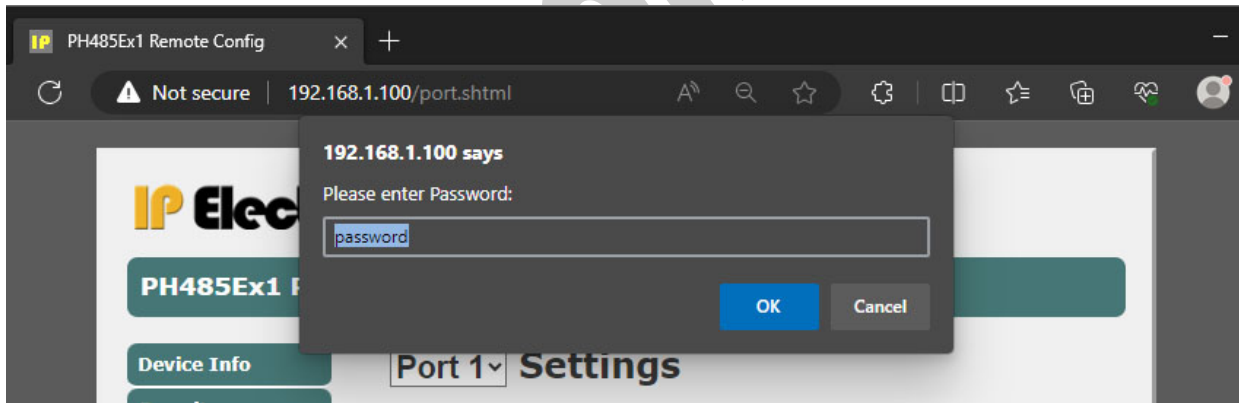 IP PH485Ex1 Remote Config
Not secure 192.168.1.100/port.shtml
192.168.1.100 says
Please enter Password:
password
OK Cancel
IP
PH485Ex1
Device Info
Port 1 Settings